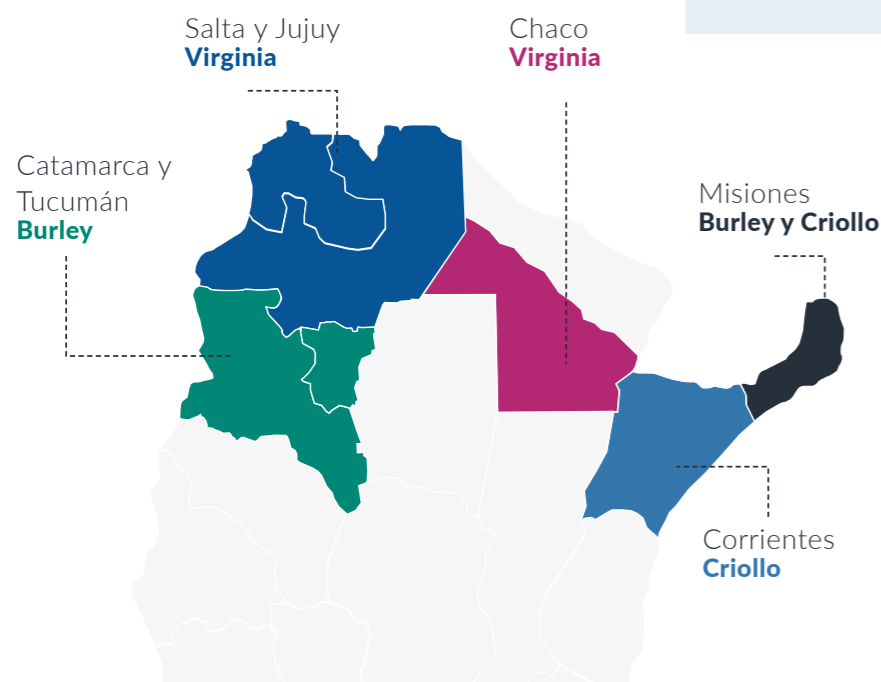 Salta y Jujuy
Virginia
Chaco
Virginia
Catamarca y
Tucumán
Burley
Misiones
Burley y Criollo
Corrientes
Criollo